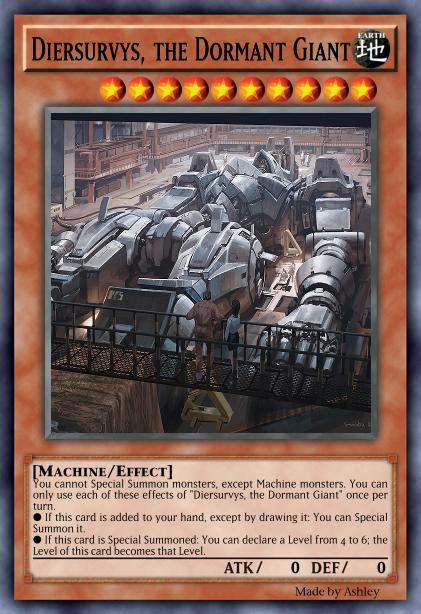 DIERSURVYS, THE DORMANT GIANT
EARTH
地
[MACHINE/EFFECT]
You cannot Special Summon monsters, except Machine monsters. You can
only use each of these effects of "Diersurvys, the Dormant Giant" once per
turn.
● If this card is added to your hand, except by drawing it: You can Special
Summon it.
● If this card is Special Summoned: You can declare a Level from 4 to 6; the
Level of this card becomes that Level.
ATK/ 0 DEF/ 0
Made by Ashley